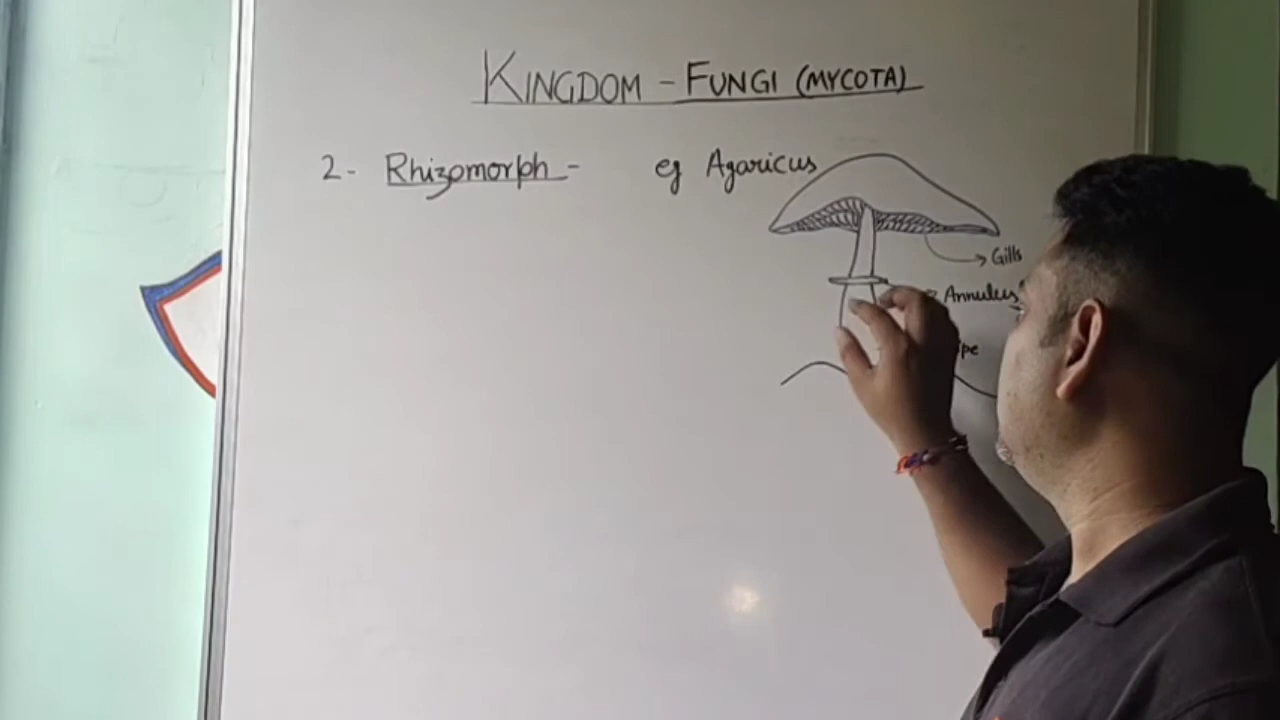 KINGDOM - FUNGI (MYCOTA)
2- Rhizomorph - eg Agaricus
Gills
Annulus